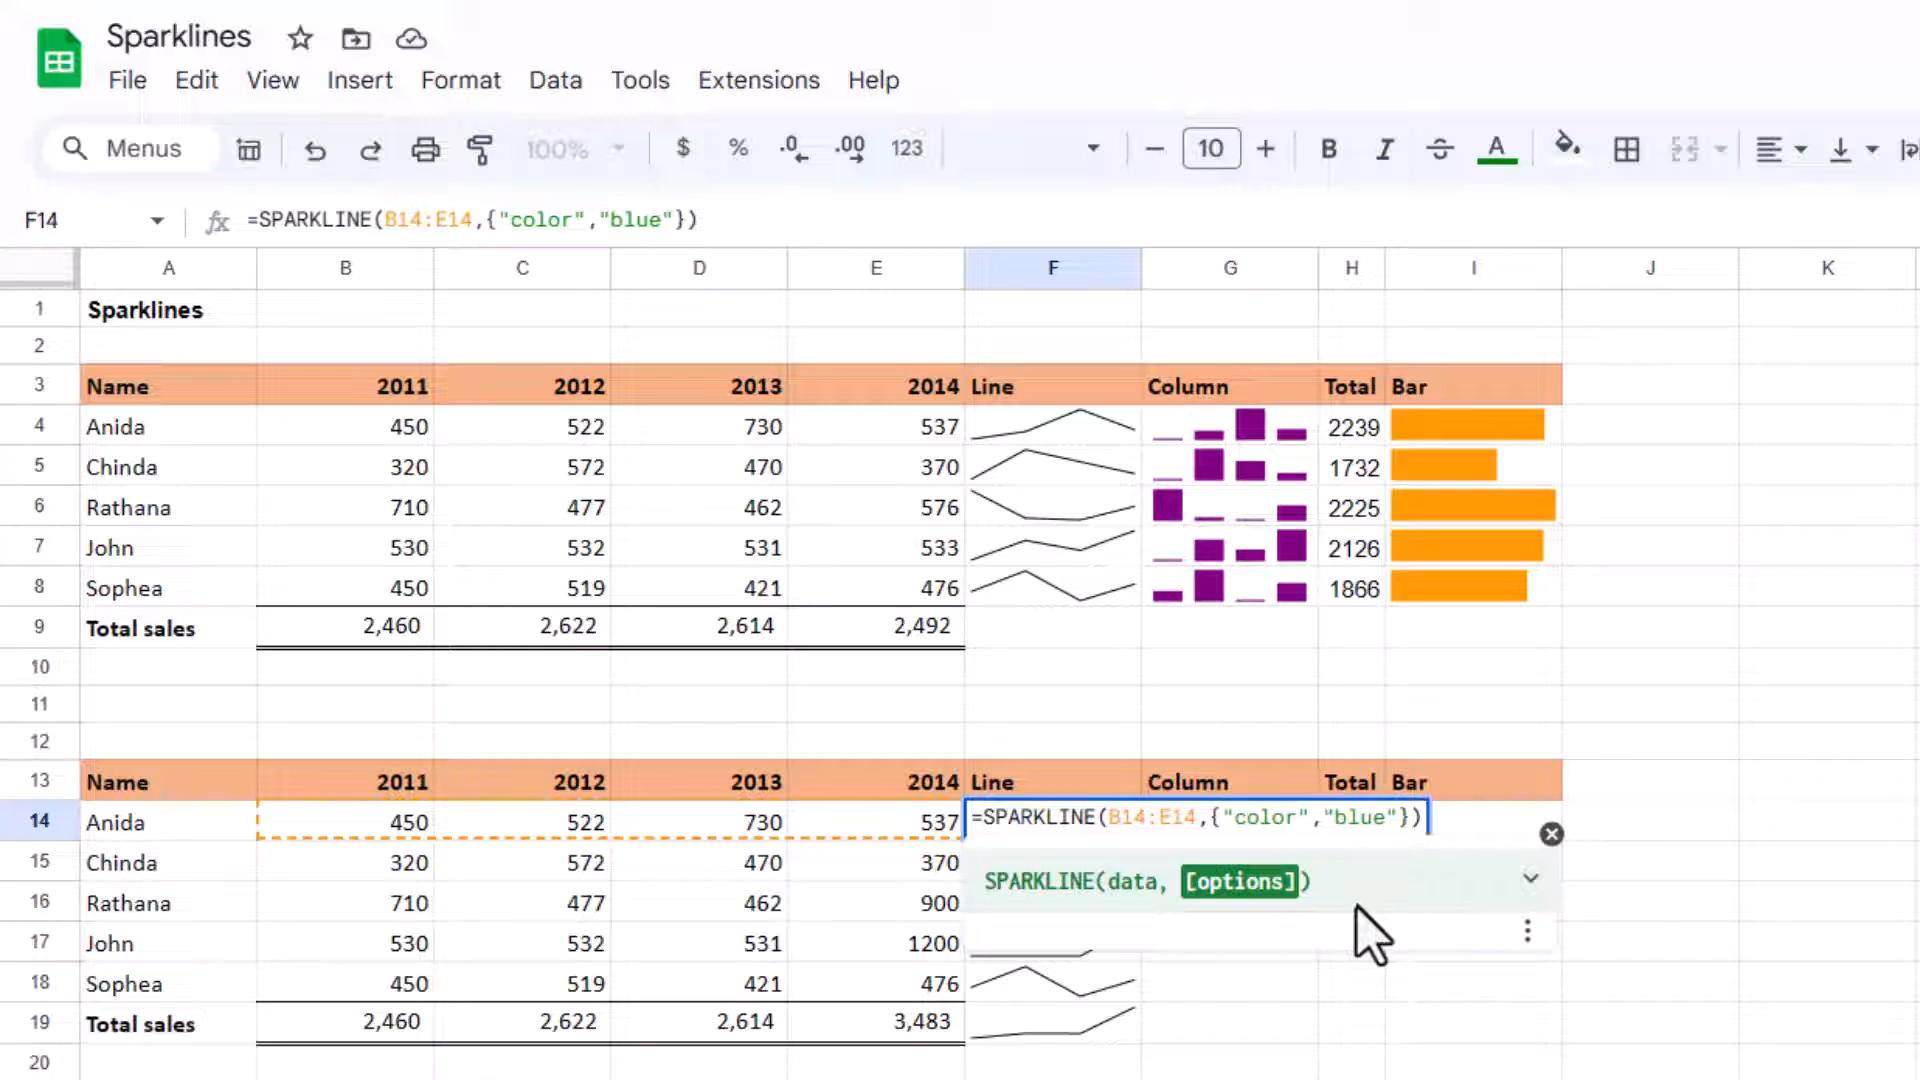 Sparklines
File Edit View Insert Format Data Tools Extensions Help
Menus 100% $ % .0 .00 123 10 B I A
F14 fx =SPARKLINE(B14:E14,{"color","blue"})
A B C D E F G H I J K
1 Sparklines
2
3 Name 2011 2012 2013 2014 Line Column Total Bar
4 Anida 450 522 730 537 2239
5 Chinda 320 572 470 370 1732
6 Rathana 710 477 462 576 2225
7 John 530 532 531 533 2126
8 Sophea 450 519 421 476 1866
9 Total sales 2,460 2,622 2,614 2,492
10
11
12
13 Name 2011 2012 2013 2014 Line Column Total Bar
14 Anida 450 522 730 537 =SPARKLINE(B14:E14,{"color","blue"})
15 Chinda 320 572 470 370 SPARKLINE(data, [options])
16 Rathana 710 477 462 900
17 John 530 532 531 1200
18 Sophea 450 519 421 476
19 Total sales 2,460 2,622 2,614 3,483
20